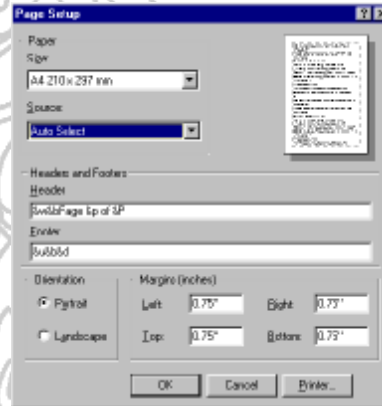 Page Setup
Paper
Size
A4 210 x 297 mm
Source:
Auto Select
Headers and Footers
Header
&w&bPage &p of &P
Footer
&u&b&d
Orientation
Portrait
Landscape
Margins (inches)
Left: 0.75" Right: 0.75"
Top: 0.75" Bottom: 0.75"
OK Cancel Printer...